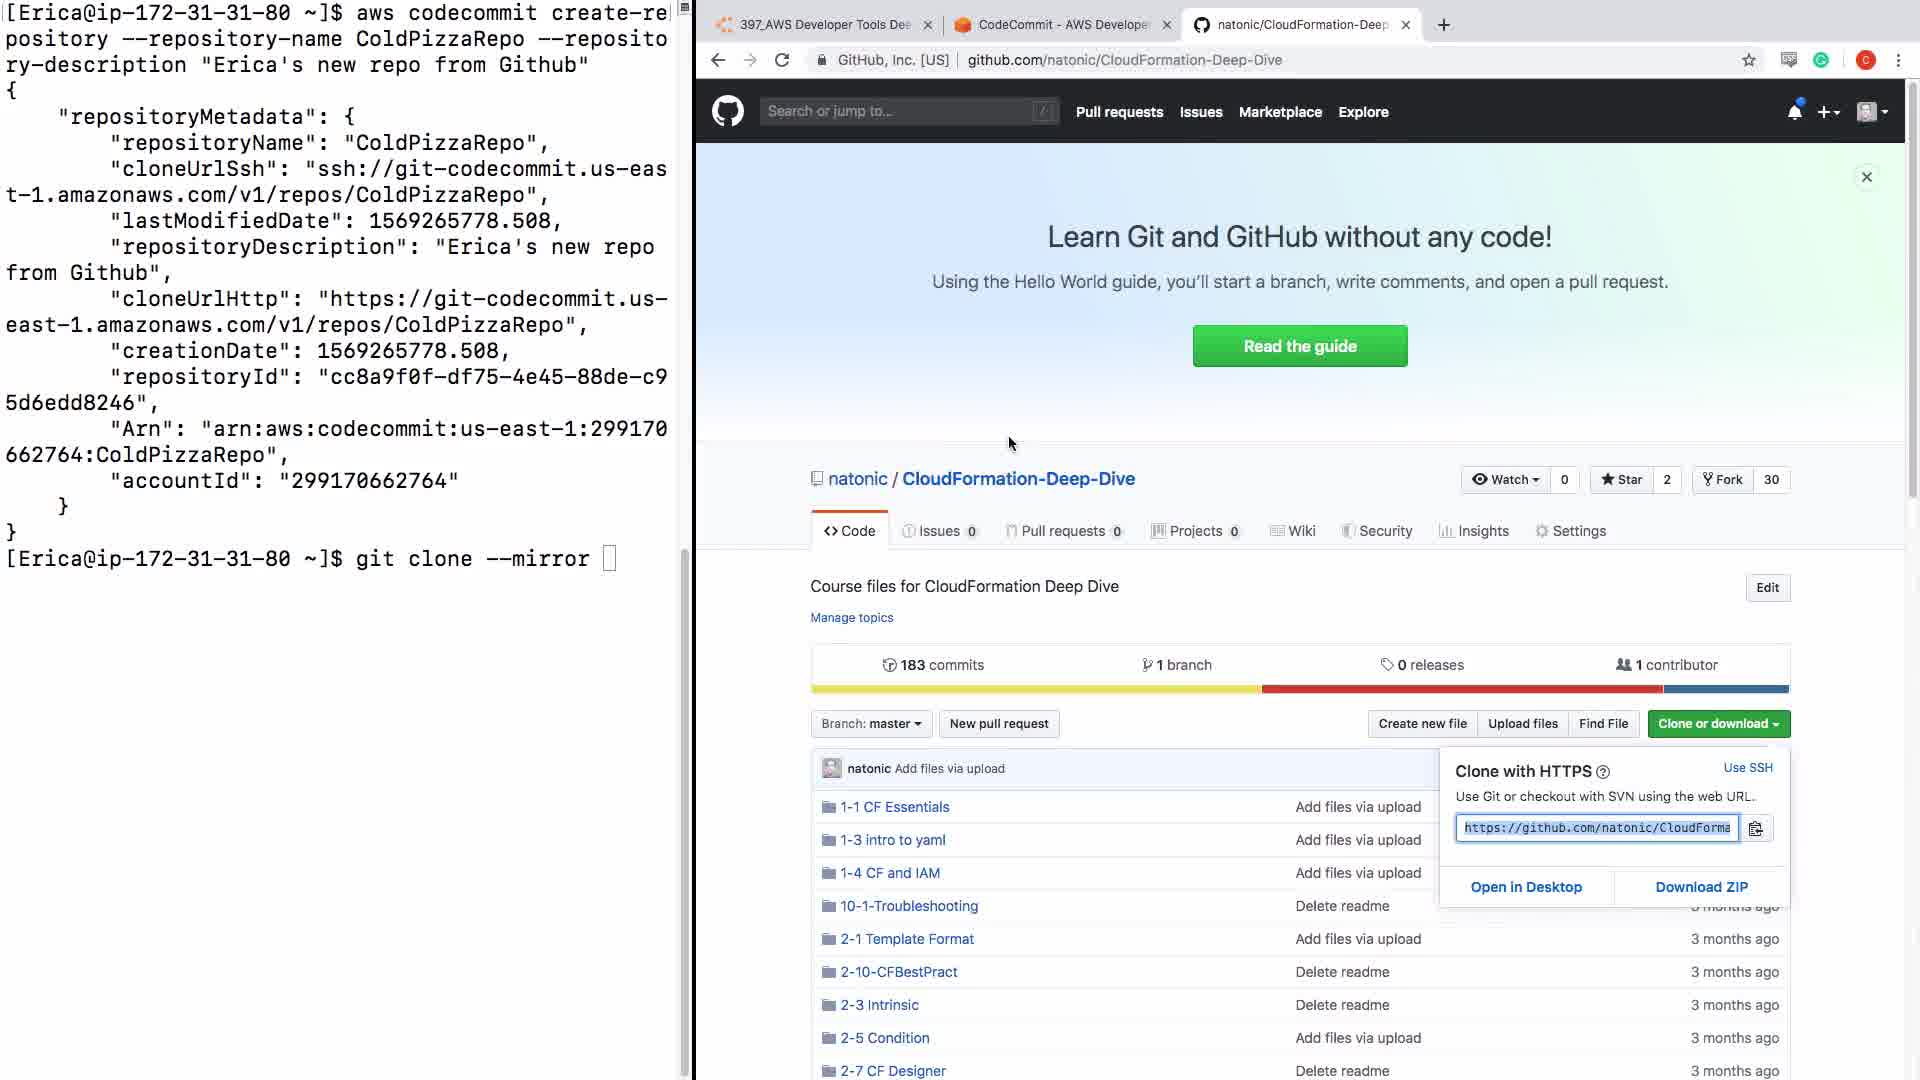 [Erica@ip-172-31-31-80 ~]$ aws codecommit create-re
pository --repository-name ColdPizzaRepo --reposito
ry-description "Erica's new repo from Github"
{
    "repositoryMetadata": {
        "repositoryName": "ColdPizzaRepo",
        "cloneUrlSsh": "ssh://git-codecommit.us-eas
t-1.amazonaws.com/v1/repos/ColdPizzaRepo",
        "lastModifiedDate": 1569265778.508,
        "repositoryDescription": "Erica's new repo
from Github",
        "cloneUrlHttp": "https://git-codecommit.us-
east-1.amazonaws.com/v1/repos/ColdPizzaRepo",
        "creationDate": 1569265778.508,
        "repositoryId": "cc8a9f0f-df75-4e45-88de-c9
5d6edd8246",
        "Arn": "arn:aws:codecommit:us-east-1:299170
662764:ColdPizzaRepo",
        "accountId": "299170662764"
    }
}
[Erica@ip-172-31-31-80 ~]$ git clone --mirror
397_AWS Developer Tools Dee
CodeCommit - AWS Developer
natonic/CloudFormation-Deep
GitHub, Inc. [US] | github.com/natonic/CloudFormation-Deep-Dive
C
Search or jump to... /
Pull requests Issues Marketplace Explore
Learn Git and GitHub without any code!
Using the Hello World guide, you’ll start a branch, write comments, and open a pull request.
Read the guide
natonic / CloudFormation-Deep-Dive
Watch 0 Star 2 Fork 30
Code Issues 0 Pull requests 0 Projects 0 Wiki Security Insights Settings
Course files for CloudFormation Deep Dive
Edit
Manage topics
183 commits 1 branch 0 releases 1 contributor
Branch: master New pull request Create new file Upload files Find File Clone or download
natonic Add files via upload
Clone with HTTPS Use SSH
Use Git or checkout with SVN using the web URL.
https://github.com/natonic/CloudForma
Open in Desktop Download ZIP
1-1 CF Essentials Add files via upload
1-3 intro to yaml Add files via upload
1-4 CF and IAM Add files via upload
10-1-Troubleshooting Delete readme 3 months ago
2-1 Template Format Add files via upload 3 months ago
2-10-CFBestPract Delete readme 3 months ago
2-3 Intrinsic Delete readme 3 months ago
2-5 Condition Add files via upload 3 months ago
2-7 CF Designer Delete readme 3 months ago